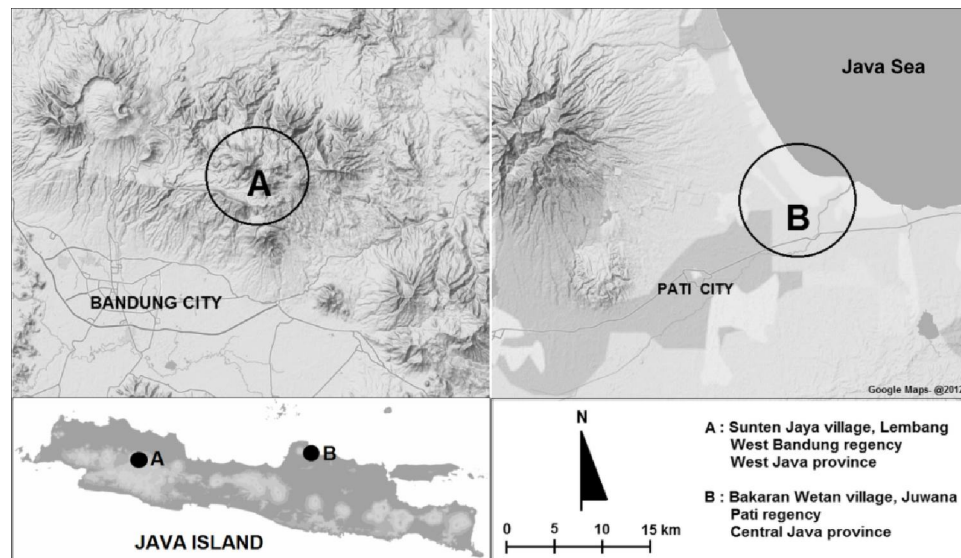 A
BANDUNG CITY
Java Sea
B
PATI CITY
Google Maps- @2012
A
B
JAVA ISLAND
N
0 5 10 15 km
A : Sunten Jaya village, Lembang
West Bandung regency
West Java province
B : Bakaran Wetan village, Juwana
Pati regency
Central Java province